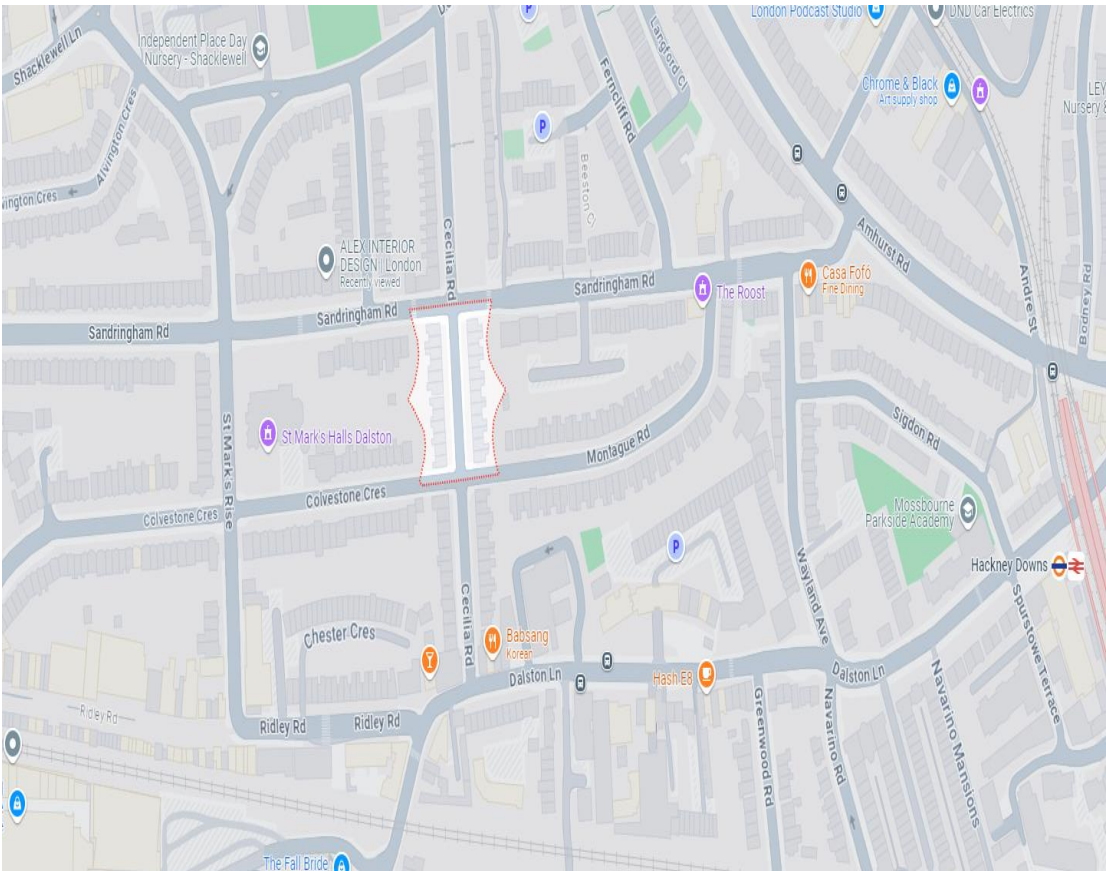 London Podcast Studio
DND Car Electrics
Independent Place Day
Nursery - Shacklewell
Shacklewell Ln
Alvington Cres
Langford Cl
Ferncliff Rd
P
Chrome & Black
Art supply shop
LEY
Nursery &
P
Beeston Cl
vington Cres
Cecilia Rd
ALEX INTERIOR
DESIGN | London
Recently viewed
Amhurst Rd
Andre St
Bodney Rd
Casa Fofó
Fine Dining
Sandringham Rd
The Roost
Sandringham Rd
Sandringham Rd
St Mark's Halls Dalston
St Mark's Rise
Montague Rd
Sigdon Rd
Colvestone Cres
Colvestone Cres
Mossbourne
Parkside Academy
P
Wayland Ave
Hackney Downs
Cecilia Rd
Spurstowe Terrace
Chester Cres
Babsang
Korean
Dalston Ln
Hash E8
Dalston Ln
Ridley Rd
Ridley Rd
Ridley Rd
Greenwood Rd
Navarino Rd
Navarino Mansions
The Fall Bride